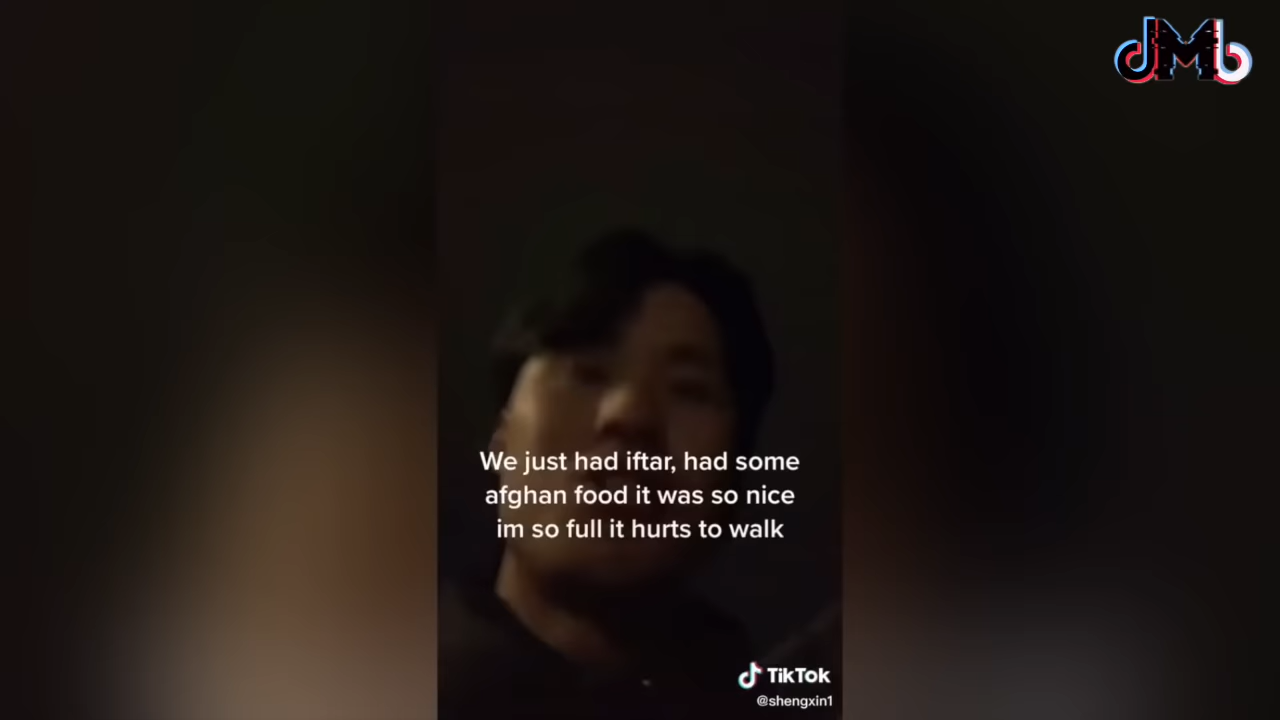 dMb
We just had iftar, had some
afghan food it was so nice
im so full it hurts to walk
TikTok
@shengxin1